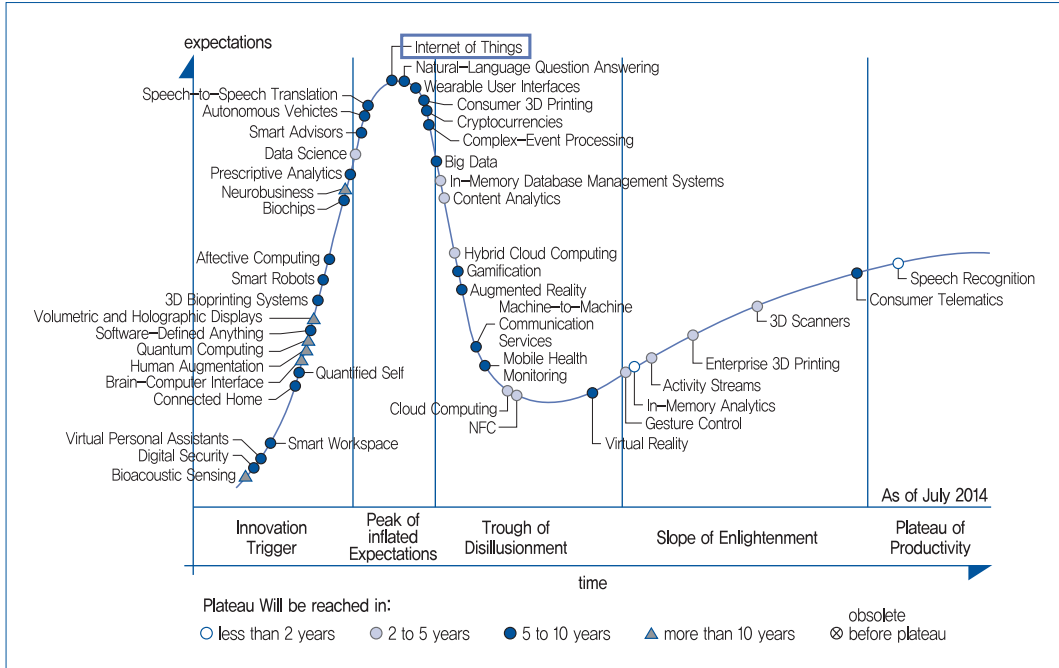 expectations
Internet of Things
Natural-Language Question Answering
Wearable User Interfaces
Consumer 3D Printing
Cryptocurrencies
Complex-Event Processing
Speech-to-Speech Translation
Autonomous Vehictes
Smart Advisors
Data Science
Prescriptive Analytics
Neurobusiness
Biochips
Big Data
In-Memory Database Management Systems
Content Analytics
Affective Computing
Smart Robots
3D Bioprinting Systems
Volumetric and Holographic Displays
Software-Defined Anything
Quantum Computing
Human Augmentation
Brain-Computer Interface
Connected Home
Quantified Self
Virtual Personal Assistants
Digital Security
Bioacoustic Sensing
Smart Workspace
Hybrid Cloud Computing
Gamification
Augmented Reality
Machine-to-Machine
Communication
Services
Mobile Health
Monitoring
Cloud Computing
NFC
Virtual Reality
Gesture Control
In-Memory Analytics
Activity Streams
Enterprise 3D Printing
3D Scanners
Consumer Telematics
Speech Recognition
As of July 2014
Innovation
Trigger
Peak of
inflated
Expectations
Trough of
Disillusionment
Slope of Enlightenment
Plateau of
Productivity
time
Plateau Will be reached in:
less than 2 years
2 to 5 years
5 to 10 years
more than 10 years
obsolete
before plateau